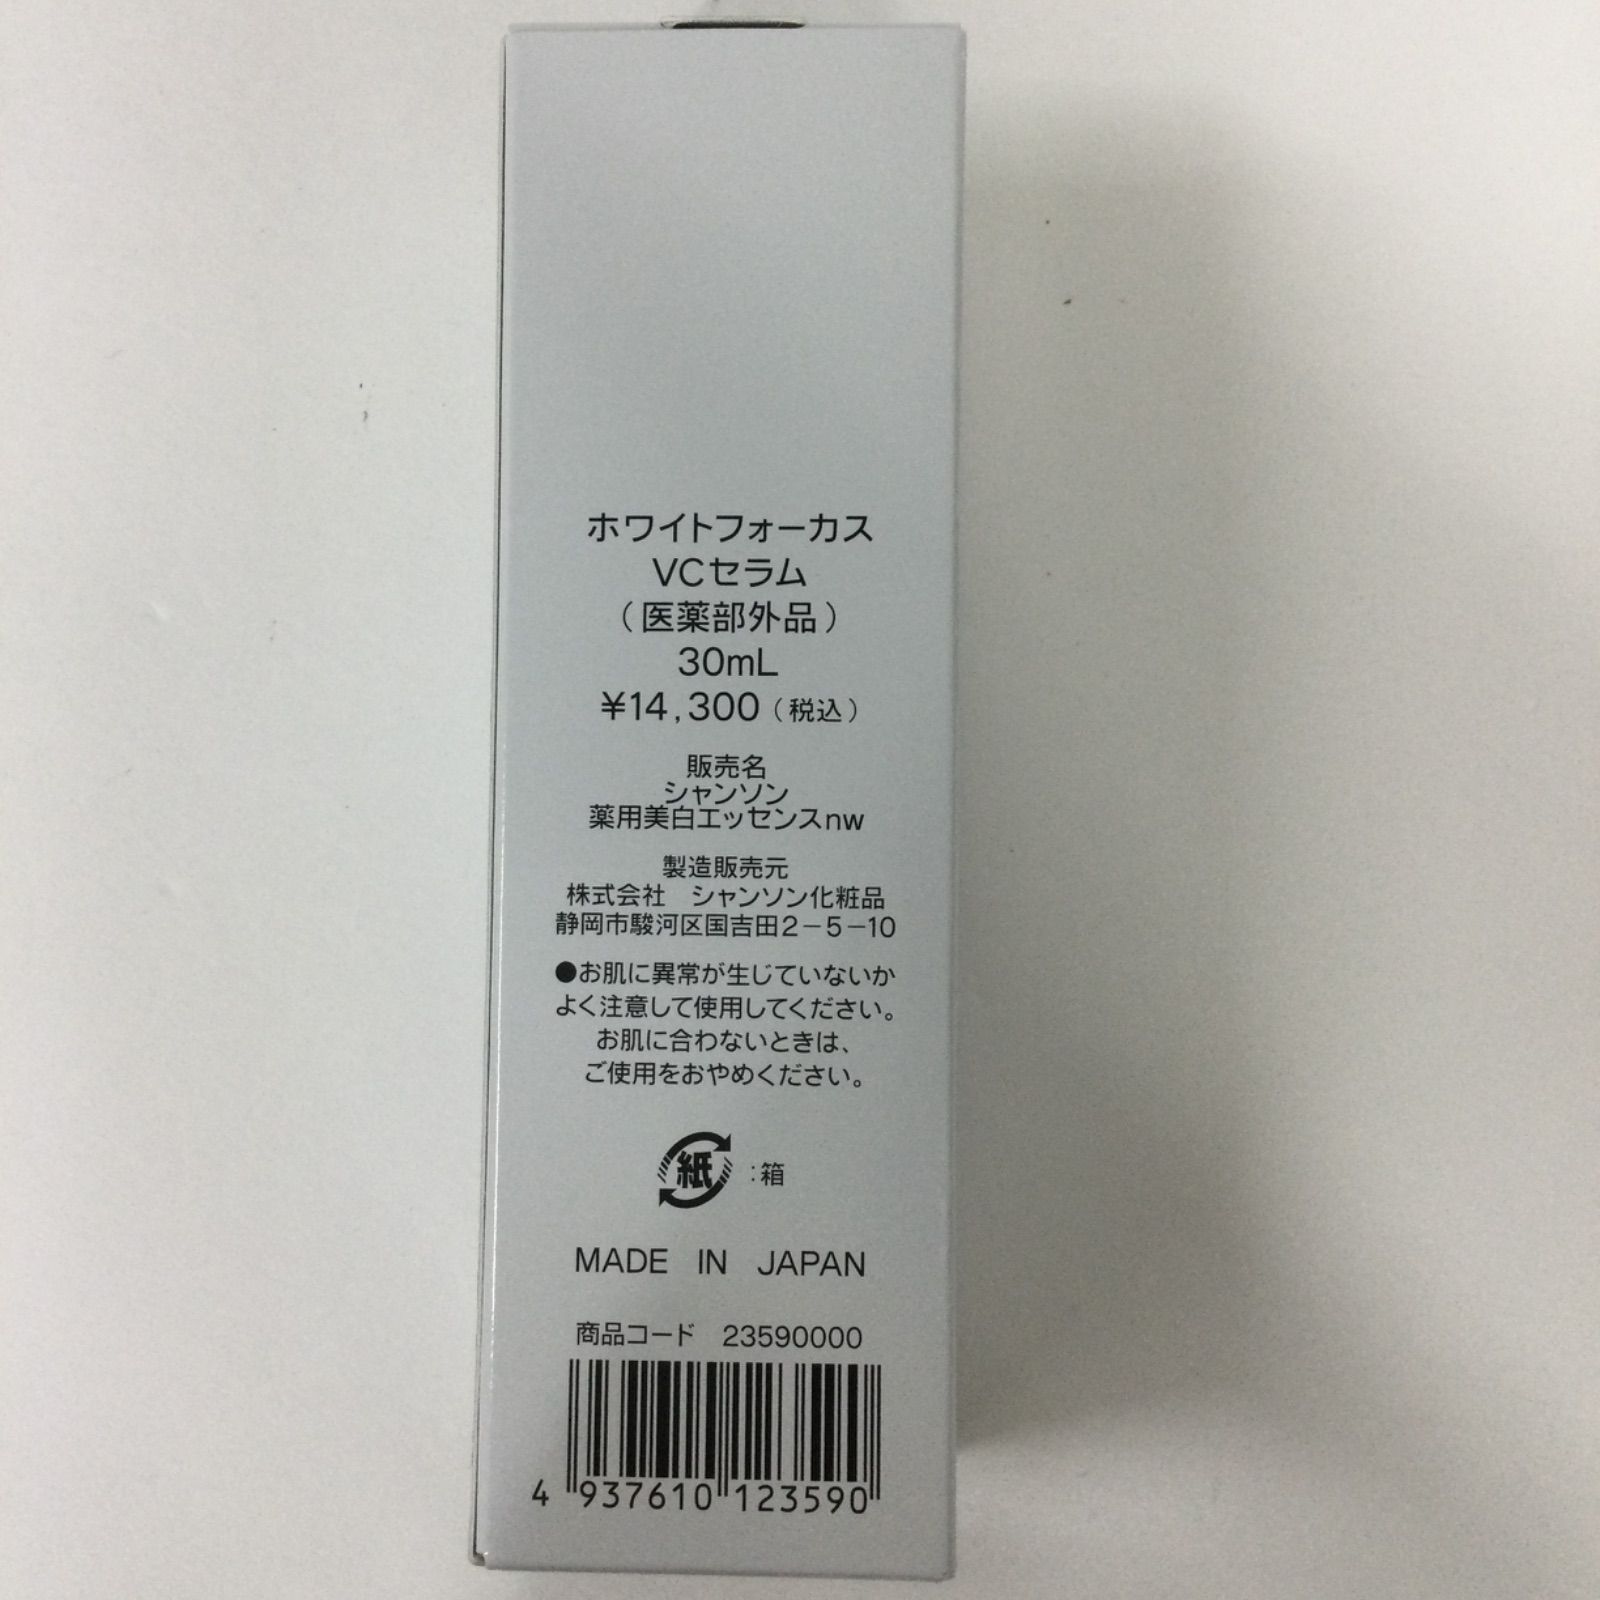 ホワイトフォーカス
VCセラム
（医薬部外品）
30mL
¥14,300（税込）
販売名
シャンソン
薬用美白エッセンスnw
製造販売元
株式会社　シャンソン化粧品
静岡市駿河区国吉田2－5－10
●お肌に異常が生じていないか
よく注意して使用してください。
お肌に合わないときは、
ご使用をおやめください。
紙 :箱
MADE IN JAPAN
商品コード　23590000
4 937610 123590